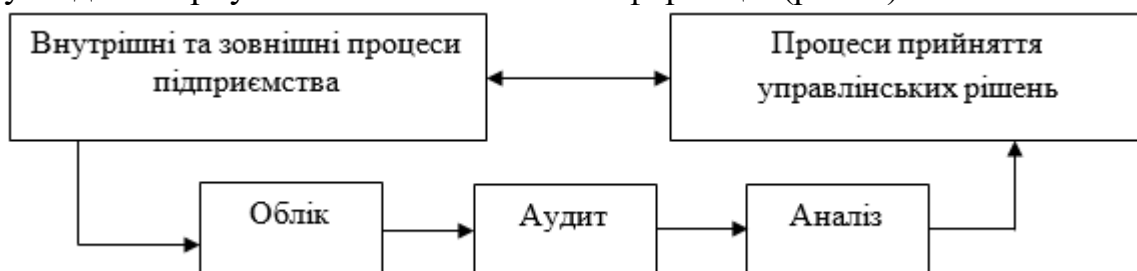 Внутрішні та зовнішні процеси
підприємства
Процеси прийняття
управлінських рішень
Облік
Аудит
Аналіз